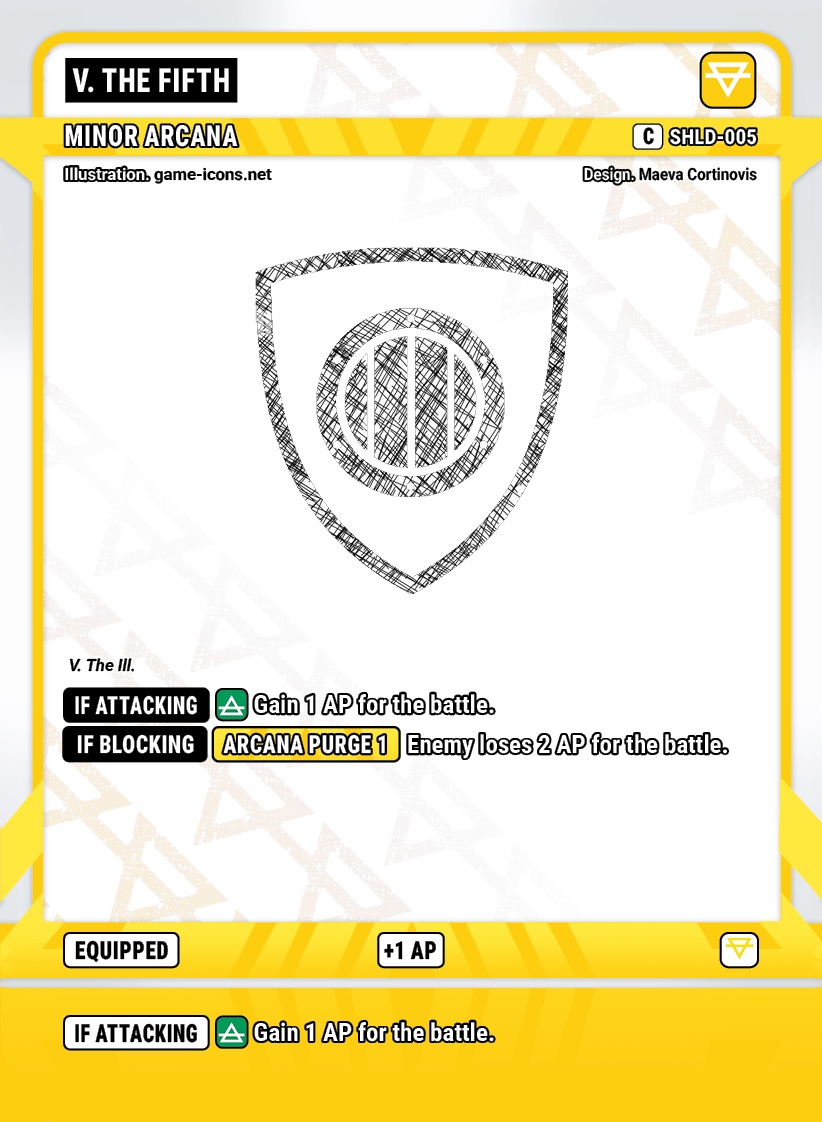 V. THE FIFTH
MINOR ARCANA
C SHLD-005
Illustration. game-icons.net
Design. Maeva Cortinovis
V. The Ill.
IF ATTACKING Gain 1 AP for the battle.
IF BLOCKING ARCANA PURGE 1 Enemy loses 2 AP for the battle.
EQUIPPED +1 AP
IF ATTACKING Gain 1 AP for the battle.